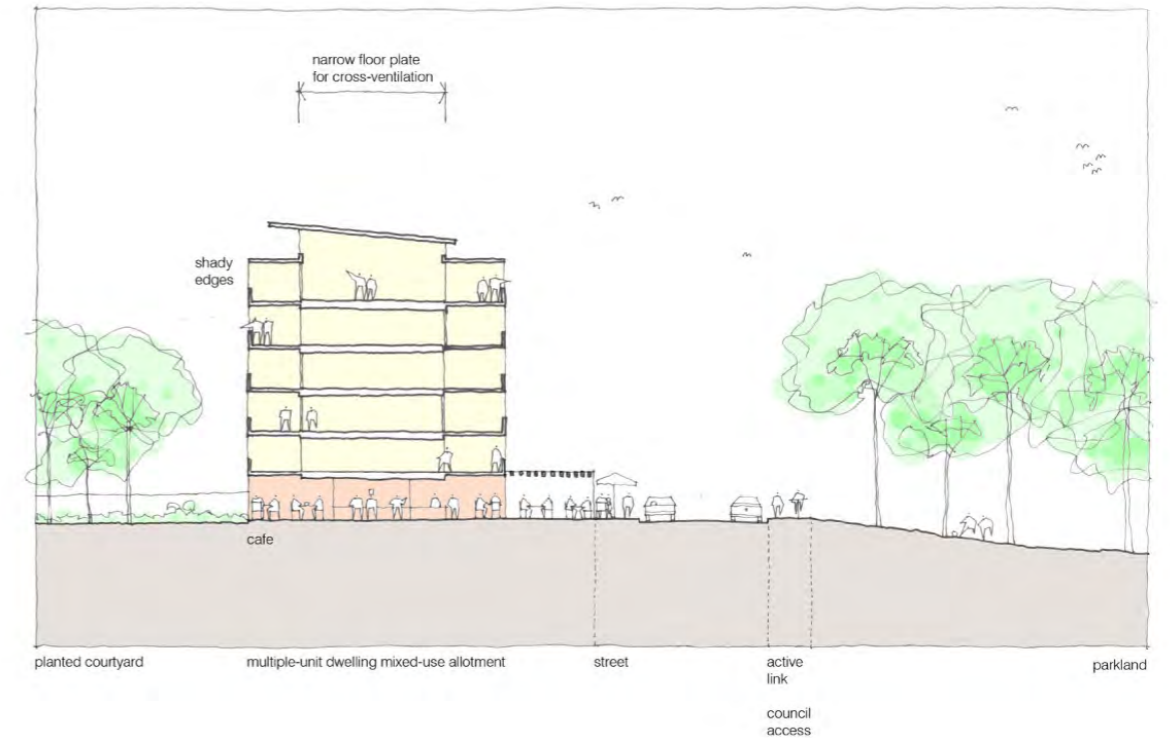 narrow floor plate
for cross-ventilation
shady
edges
cafe
planted courtyard
multiple-unit dwelling mixed-use allotment
street
active
link
council
access
parkland